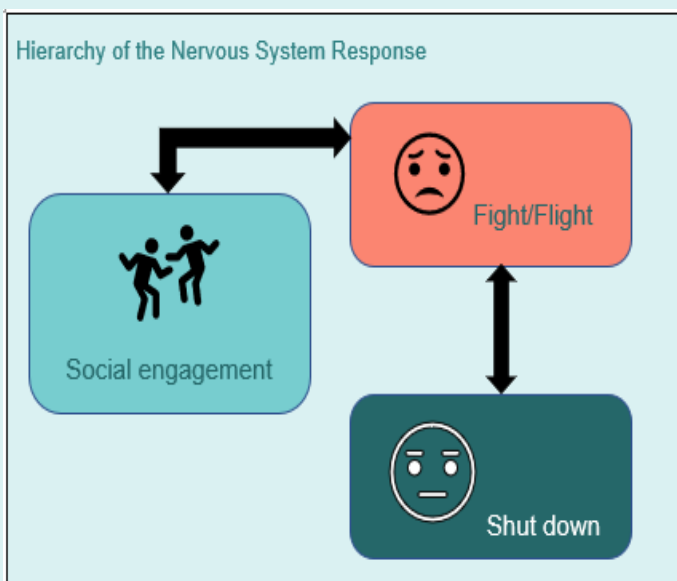 Hierarchy of the Nervous System Response
Fight/Flight
Social engagement
Shut down